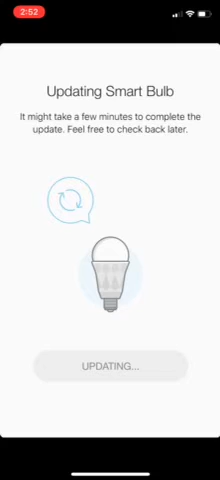 2:52
Updating Smart Bulb
It might take a few minutes to complete the
update. Feel free to check back later.
UPDATING...